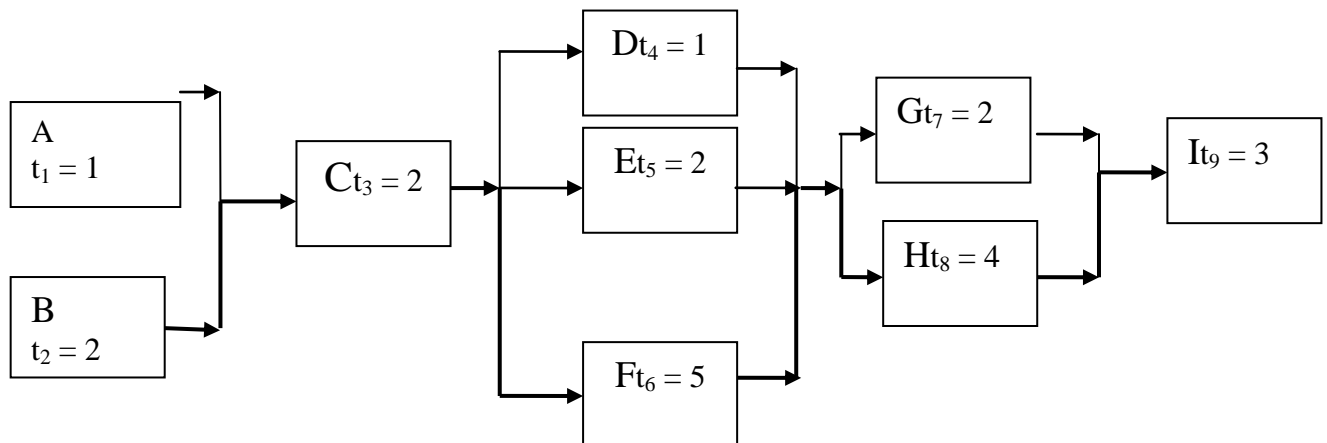 A
t₁ = 1
B
t₂ = 2
Ct₃ = 2
Dt₄ = 1
Et₅ = 2
Ft₆ = 5
Gt₇ = 2
Ht₈ = 4
It₉ = 3